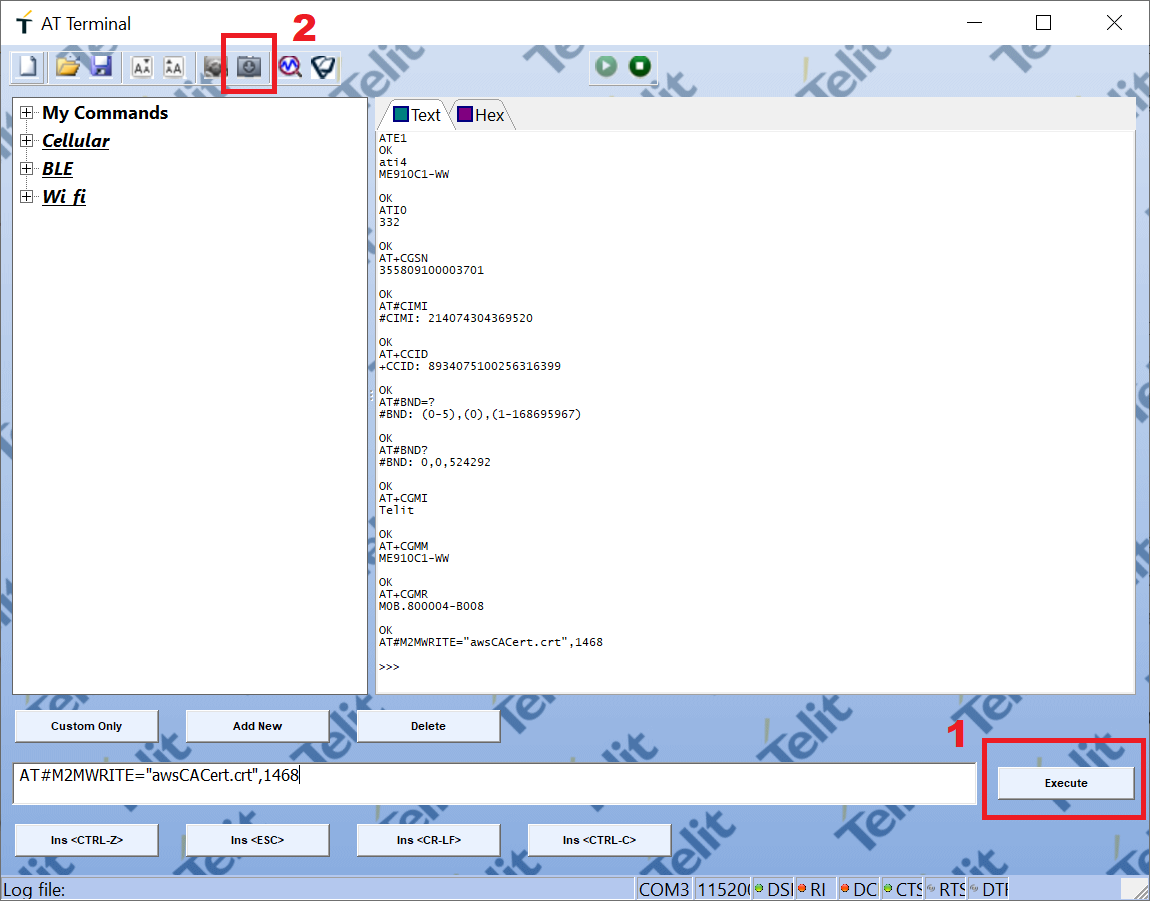 AT Terminal
2
My Commands
Cellular
BLE
Wi fi
Text
Hex
ATE1
OK
ati4
ME910C1-WW
OK
ATI0
332
OK
AT+CGSN
355809100003701
OK
AT#CIMI
#CIMI: 214074304369520
OK
AT+CCID
+CCID: 8934075100256316399
OK
AT#BND=?
#BND: (0-5),(0),(1-168695967)
OK
AT#BND?
#BND: 0,0,524292
OK
AT+CGMI
Telit
OK
AT+CGMM
ME910C1-WW
OK
AT+CGMR
M0B.800004-B008
OK
AT#M2MWRITE="awsCACert.crt",1468
>>>
Custom Only
Add New
Delete
1
AT#M2MWRITE="awsCACert.crt",1468
Execute
Ins <CTRL-Z>
Ins <ESC>
Ins <CR-LF>
Ins <CTRL-C>
Log file:
COM3
11520
DSI
RI
DC
CTS
RTS
DTF
Telit